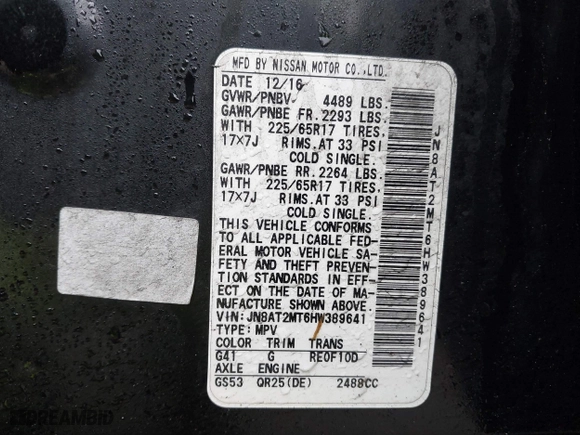 MFD BY NISSAN MOTOR CO.,LTD.
DATE 12/16
GVWR/PNBV 4489 LBS.
GAWR/PNBE FR. 2293 LBS.
WITH 225/65R17 TIRES,
17X7J RIMS.AT 33 PSI
COLD SINGLE.
GAWR/PNBE RR. 2264 LBS.
WITH 225/65R17 TIRES,
17X7J RIMS.AT 33 PSI
COLD SINGLE.
THIS VEHICLE CONFORMS
TO ALL APPLICABLE FED-
ERAL MOTOR VEHICLE SA-
FETY AND THEFT PREVEN-
TION STANDARDS IN EFF-
ECT ON THE DATE OF MA-
NUFACTURE SHOWN ABOVE.
VIN:JN8AT2MT6HW389641
TYPE:MPV
COLOR TRIM TRANS
G41 G RE0F10D
AXLE ENGINE
GS53 QR25(DE) 2488CC
JN8AT2MT6HW389641
DREAMBID